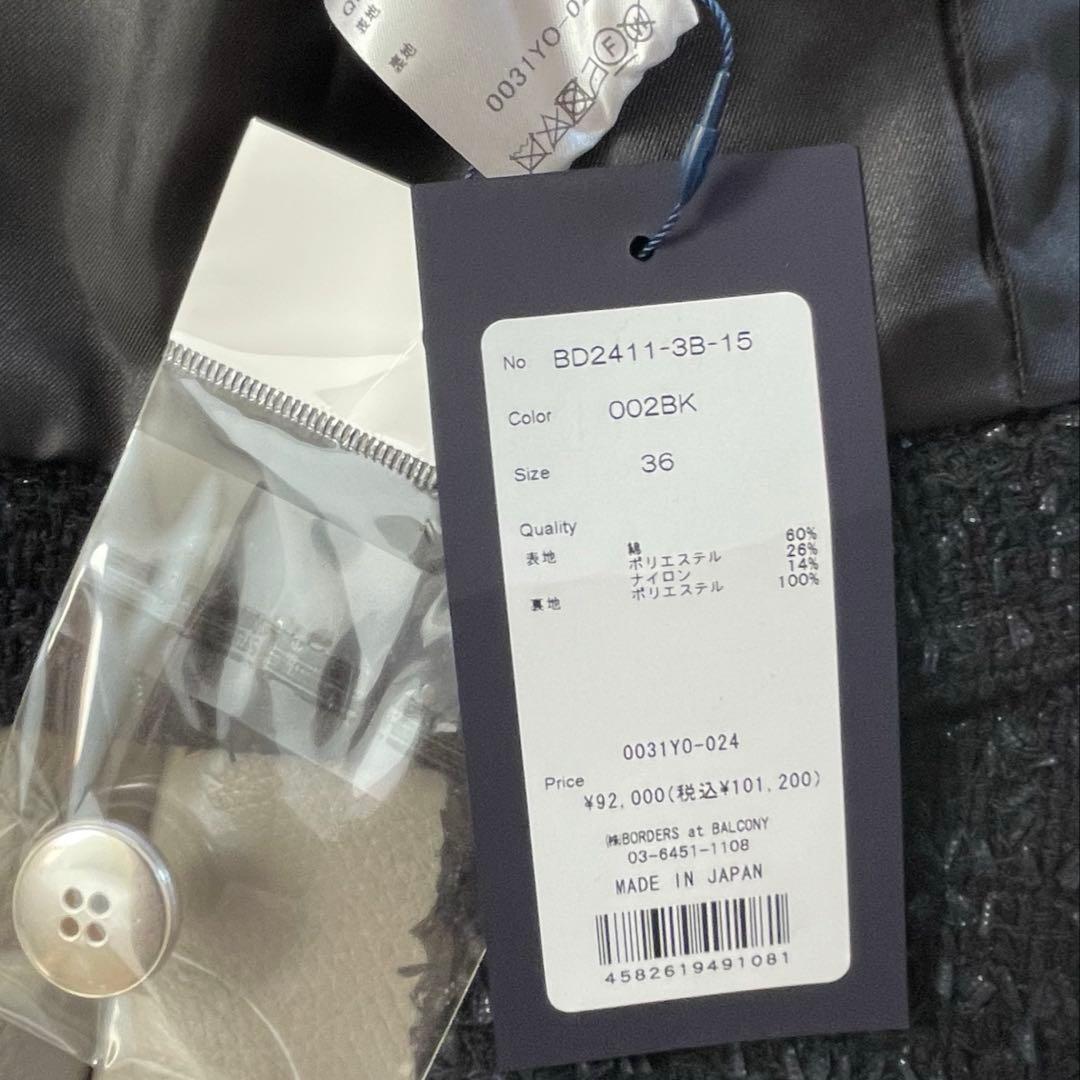 表地
裏地
0031YO-02
F
W
No BD2411-3B-15
Color 002BK
Size 36
Quality
表地 綿 60%
ポリエステル 26%
ナイロン 14%
裏地 ポリエステル 100%
0031YO-024
Price
¥92,000(税込¥101,200)
㈱BORDERS at BALCONY
03-6451-1108
MADE IN JAPAN
4582619491081